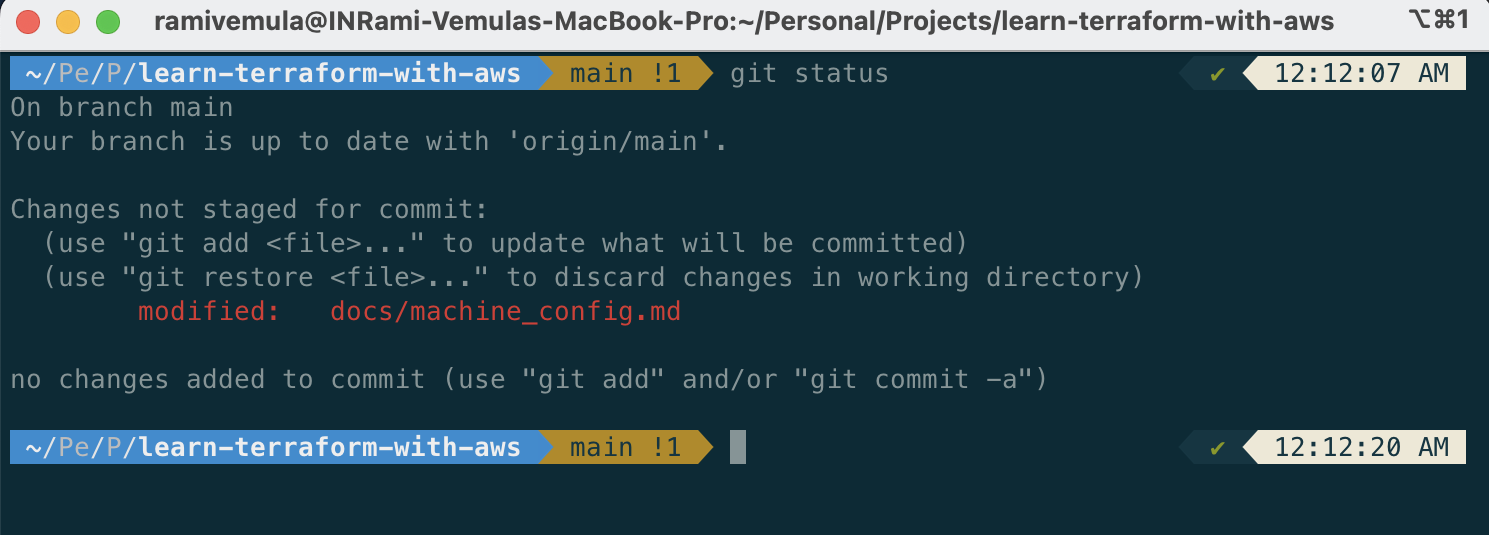 ramivemula@INRami-Vemulas-MacBook-Pro:~/Personal/Projects/learn-terraform-with-aws ⌥⌘1
~/Pe/P/learn-terraform-with-aws main !1 git status ✔ 12:12:07 AM
On branch main
Your branch is up to date with 'origin/main'.
Changes not staged for commit:
(use "git add <file>..." to update what will be committed)
(use "git restore <file>..." to discard changes in working directory)
modified: docs/machine_config.md
no changes added to commit (use "git add" and/or "git commit -a")
~/Pe/P/learn-terraform-with-aws main !1 ✔ 12:12:20 AM